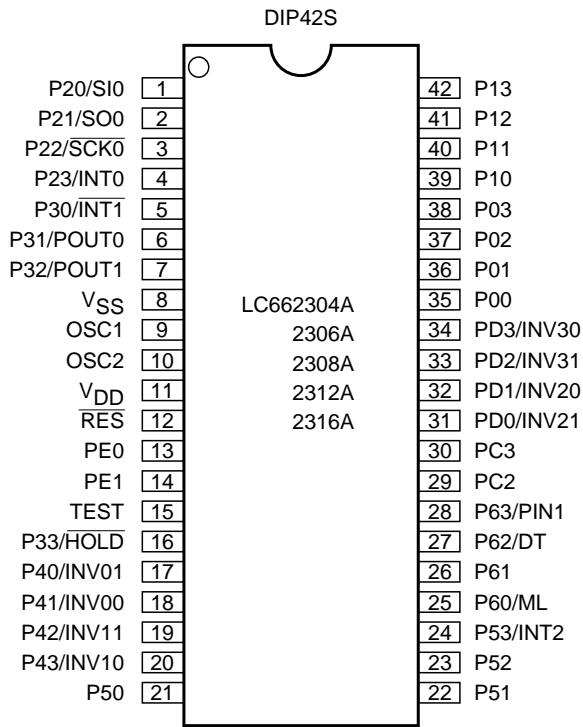 DIP42S
P20/SI0 1 42 P13
P21/SO0 2 41 P12
P22/S̅C̅K̅0̅ 3 40 P11
P23/INT0 4 39 P10
P30/I̅N̅T̅1̅ 5 38 P03
P31/POUT0 6 37 P02
P32/POUT1 7 36 P01
VSS 8 LC662304A 35 P00
OSC1 9 2306A 34 PD3/INV30
OSC2 10 2308A 33 PD2/INV31
VDD 11 2312A 32 PD1/INV20
R̅E̅S̅ 12 2316A 31 PD0/INV21
PE0 13 30 PC3
PE1 14 29 PC2
TEST 15 28 P63/PIN1
P33/H̅O̅L̅D̅ 16 27 P62/DT
P40/INV01 17 26 P61
P41/INV00 18 25 P60/ML
P42/INV11 19 24 P53/INT2
P43/INV10 20 23 P52
P50 21 22 P51